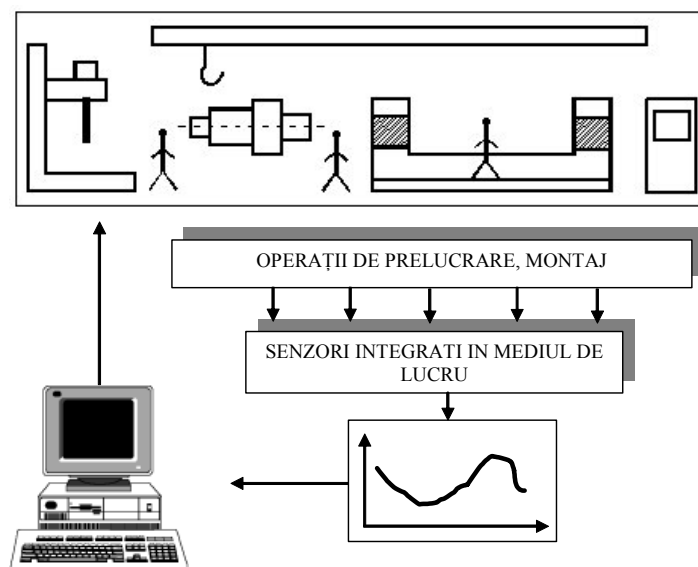 OPERAȚII DE PRELUCRARE, MONTAJ
SENZORI INTEGRATI IN MEDIUL DE
LUCRU